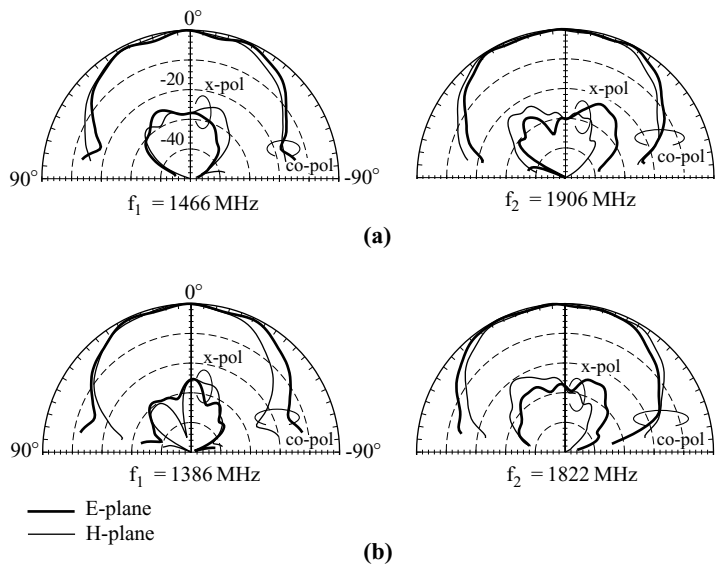 0°
-20
x-pol
x-pol
-40
co-pol
co-pol
90°
-90°
f1 = 1466 MHz
f2 = 1906 MHz
(a)
0°
x-pol
x-pol
co-pol
co-pol
90°
-90°
f1 = 1386 MHz
f2 = 1822 MHz
E-plane
H-plane
(b)